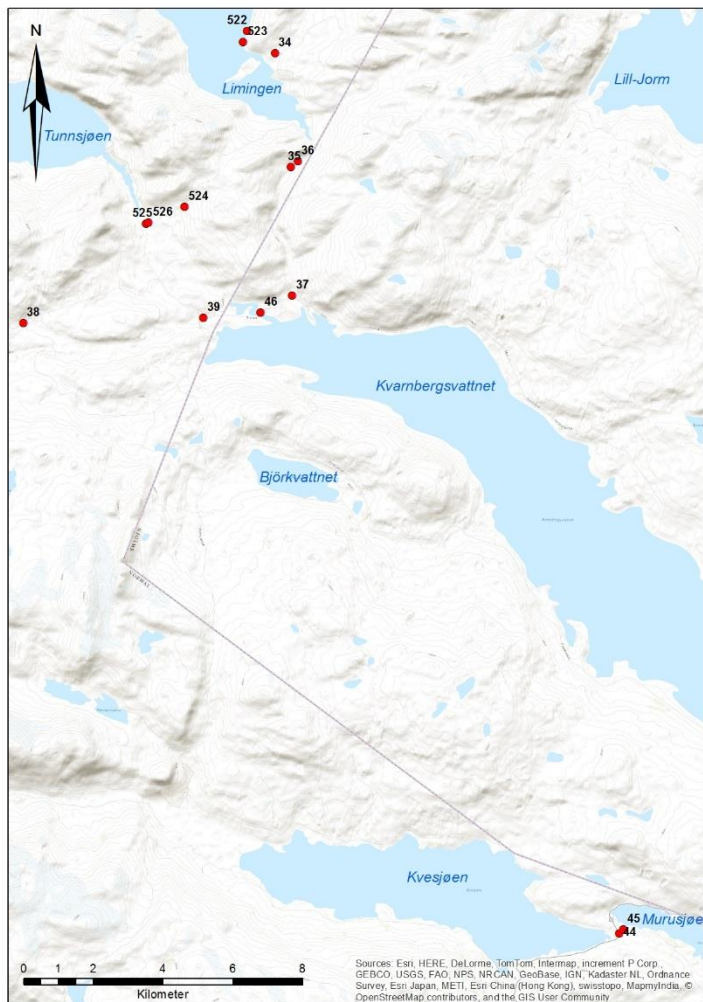 522
523
34
N
Limingen
Lill-Jorm
Tunnsjøen
36
35
524
525 526
37
46
39
38
Kvarnbergsvattnet
Björkvattnet
SWEDEN
NORWAY
Kvesjøen
45
Murusjøe
44
0 1 2 4 6 8
Kilometer
Sources: Esri, HERE, DeLorme, TomTom, Intermap, increment P Corp.,
GEBCO, USGS, FAO, NPS, NRCAN, GeoBase, IGN, Kadaster NL, Ordnance
Survey, Esri Japan, METI, Esri China (Hong Kong), swisstopo, MapmyIndia, ©
OpenStreetMap contributors, and the GIS User Community